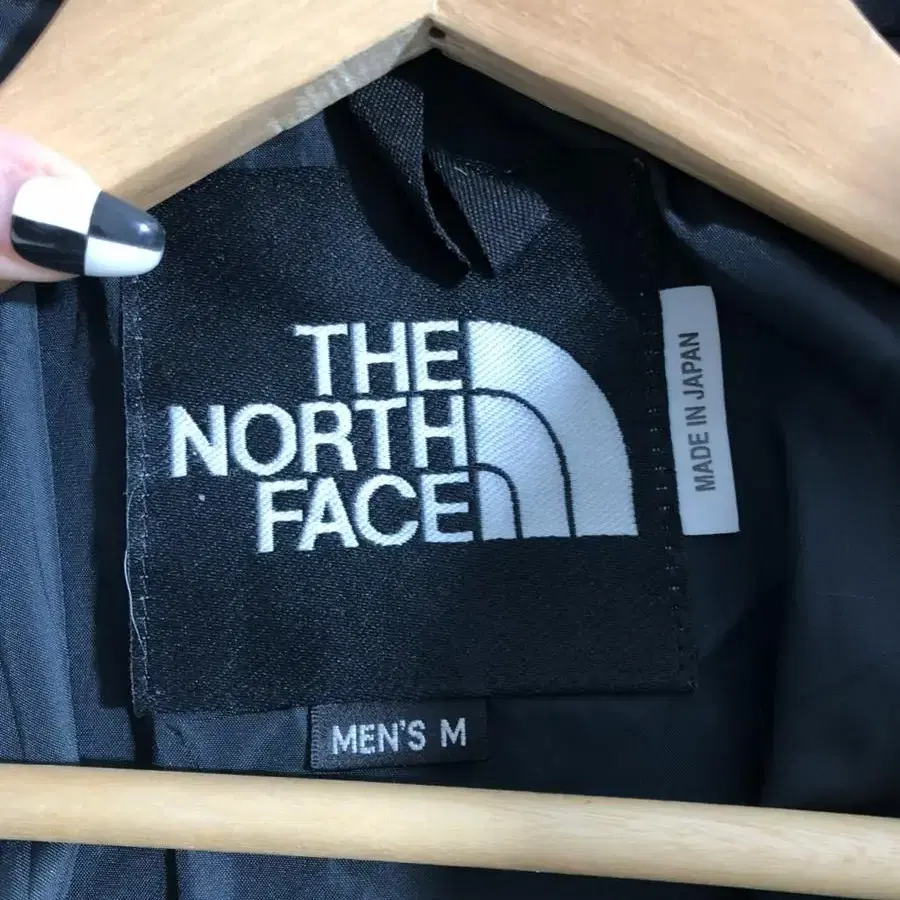 THE
NORTH
FACE
MADE IN JAPAN
MEN'S M